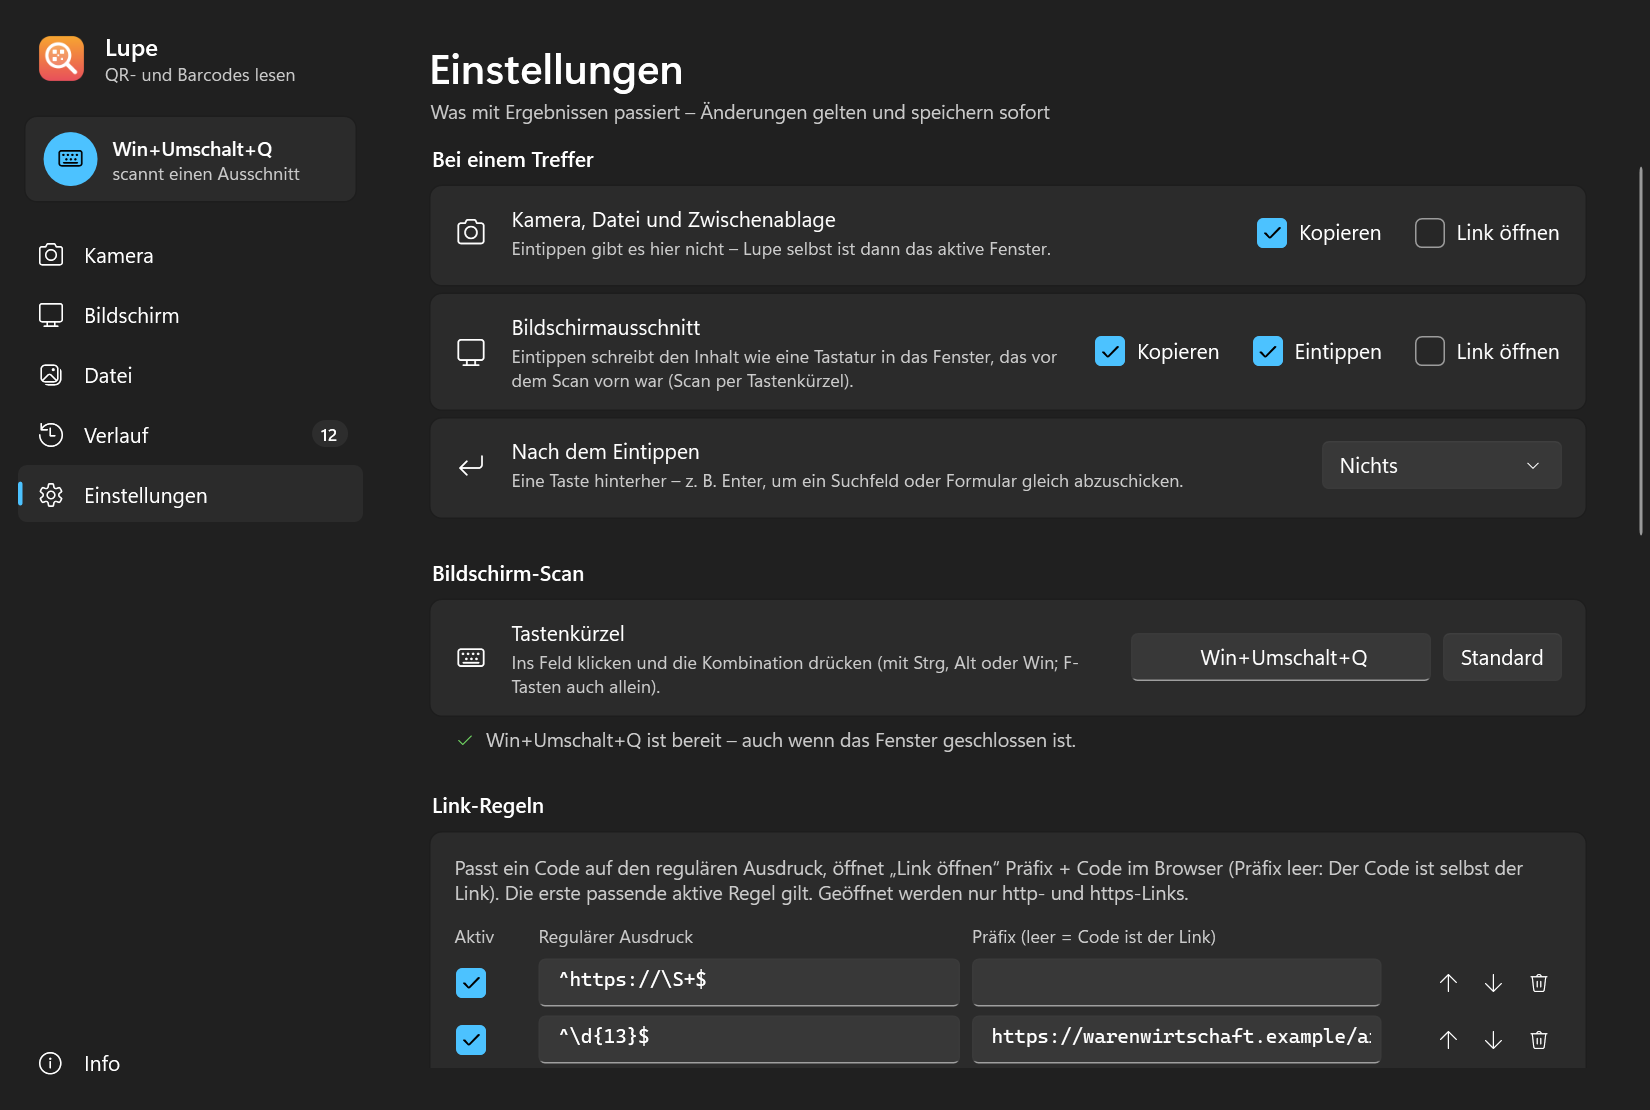 Lupe
QR- und Barcodes lesen
Win+Umschalt+Q
scannt einen Ausschnitt
Kamera
Bildschirm
Datei
Verlauf 12
Einstellungen
Info
Einstellungen
Was mit Ergebnissen passiert – Änderungen gelten und speichern sofort
Bei einem Treffer
Kamera, Datei und Zwischenablage
Eintippen gibt es hier nicht – Lupe selbst ist dann das aktive Fenster.
Kopieren Link öffnen
Bildschirmausschnitt
Eintippen schreibt den Inhalt wie eine Tastatur in das Fenster, das vor
dem Scan vorn war (Scan per Tastenkürzel).
Kopieren Eintippen Link öffnen
Nach dem Eintippen
Eine Taste hinterher – z. B. Enter, um ein Suchfeld oder Formular gleich abzuschicken.
Nichts
Bildschirm-Scan
Tastenkürzel
Ins Feld klicken und die Kombination drücken (mit Strg, Alt oder Win; F-
Tasten auch allein).
Win+Umschalt+Q Standard
Win+Umschalt+Q ist bereit – auch wenn das Fenster geschlossen ist.
Link-Regeln
Passt ein Code auf den regulären Ausdruck, öffnet „Link öffnen“ Präfix + Code im Browser (Präfix leer: Der Code ist selbst der
Link). Die erste passende aktive Regel gilt. Geöffnet werden nur http- und https-Links.
Aktiv Regulärer Ausdruck Präfix (leer = Code ist der Link)
^https://\S+$
^\d{13}$ https://warenwirtschaft.example/a